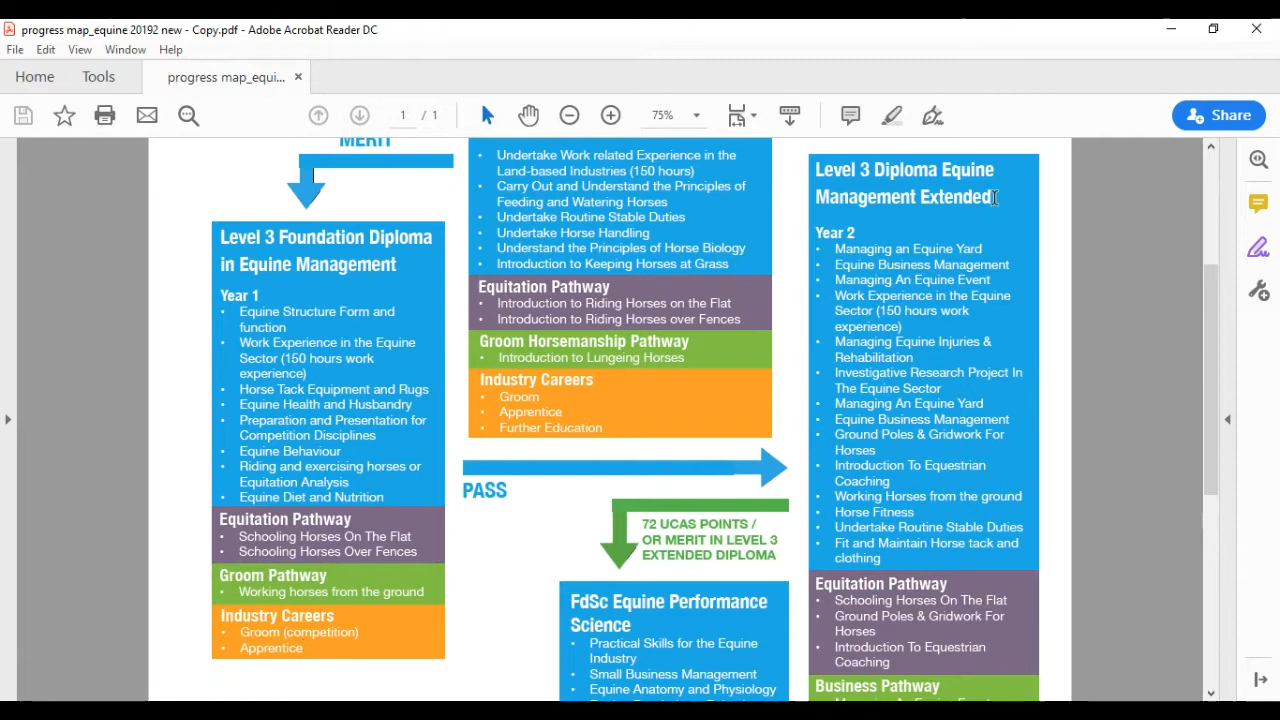 progress map_equine 20192 new - Copy.pdf - Adobe Acrobat Reader DC
File Edit View Window Help
Home Tools progress map_equi... ×
1 / 1 75% Share
MERIT
Level 3 Foundation Diploma
in Equine Management
Year 1
• Equine Structure Form and
function
• Work Experience in the Equine
Sector (150 hours work
experience)
• Horse Tack Equipment and Rugs
• Equine Health and Husbandry
• Preparation and Presentation for
Competition Disciplines
• Equine Behaviour
• Riding and exercising horses or
Equitation Analysis
• Equine Diet and Nutrition
Equitation Pathway
• Schooling Horses On The Flat
• Schooling Horses Over Fences
Groom Pathway
• Working horses from the ground
Industry Careers
• Groom (competition)
• Apprentice
• Undertake Work related Experience in the
Land-based Industries (150 hours)
• Carry Out and Understand the Principles of
Feeding and Watering Horses
• Undertake Routine Stable Duties
• Undertake Horse Handling
• Understand the Principles of Horse Biology
• Introduction to Keeping Horses at Grass
Equitation Pathway
• Introduction to Riding Horses on the Flat
• Introduction to Riding Horses over Fences
Groom Horsemanship Pathway
• Introduction to Lungeing Horses
Industry Careers
• Groom
• Apprentice
• Further Education
PASS
72 UCAS POINTS /
OR MERIT IN LEVEL 3
EXTENDED DIPLOMA
FdSc Equine Performance
Science
• Practical Skills for the Equine
Industry
• Small Business Management
• Equine Anatomy and Physiology
Level 3 Diploma Equine
Management Extended
Year 2
• Managing an Equine Yard
• Equine Business Management
• Managing An Equine Event
• Work Experience in the Equine
Sector (150 hours work
experience)
• Managing Equine Injuries &
Rehabilitation
• Investigative Research Project In
The Equine Sector
• Managing An Equine Yard
• Equine Business Management
• Ground Poles & Gridwork For
Horses
• Introduction To Equestrian
Coaching
• Working Horses from the ground
• Horse Fitness
• Undertake Routine Stable Duties
• Fit and Maintain Horse tack and
clothing
Equitation Pathway
• Schooling Horses On The Flat
• Ground Poles & Gridwork For
Horses
• Introduction To Equestrian
Coaching
Business Pathway